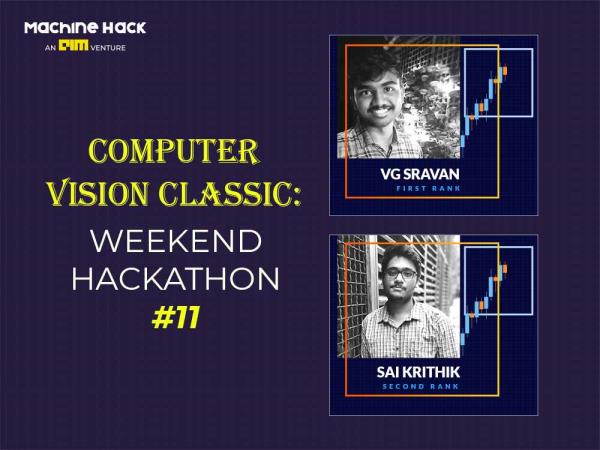 Machine Hack
AN AIM VENTURE
COMPUTER
VISION CLASSIC:
WEEKEND
HACKATHON
#11
VG SRAVAN
FIRST RANK
SAI KRITHIK
SECOND RANK